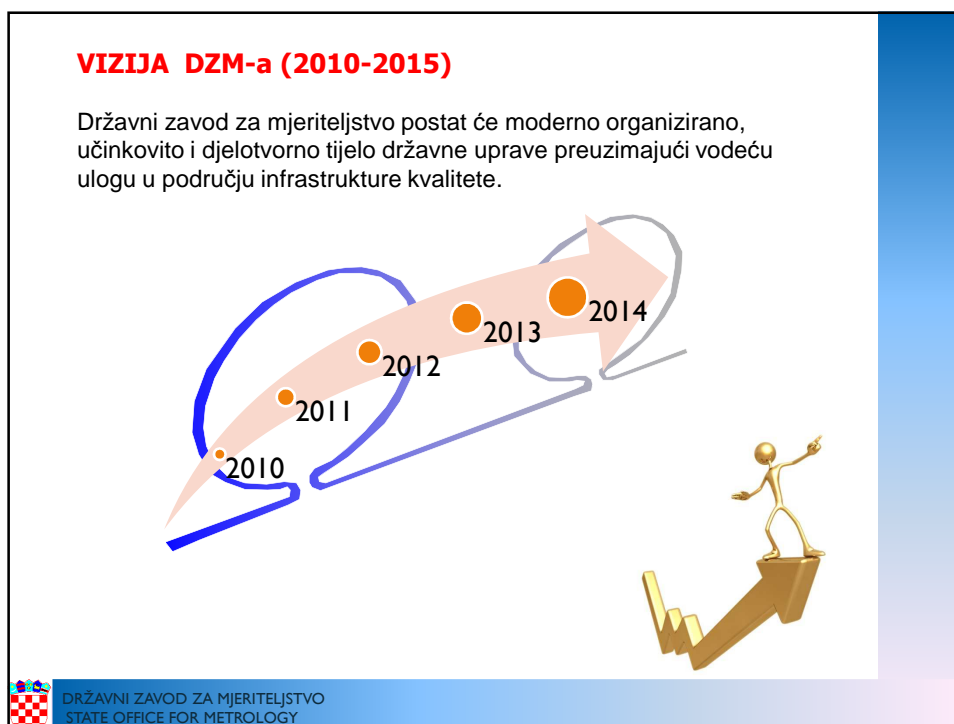 VIZIJA DZM-a (2010-2015)
Državni zavod za mjeriteljstvo postat će moderno organizirano,
učinkovito i djelotvorno tijelo državne uprave preuzimajući vodeću
ulogu u području infrastrukture kvalitete.
2014
2013
2012
2011
2010
DRŽAVNI ZAVOD ZA MJERITELJSTVO
STATE OFFICE FOR METROLOGY